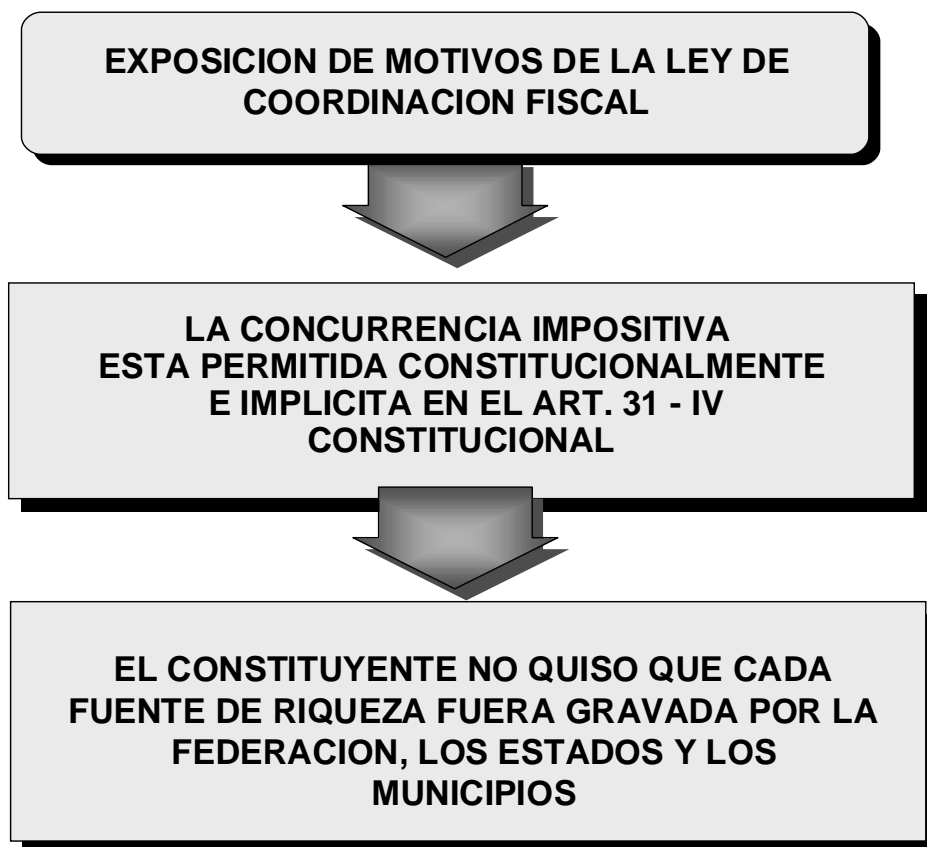 EXPOSICION DE MOTIVOS DE LA LEY DE
COORDINACION FISCAL
LA CONCURRENCIA IMPOSITIVA
ESTA PERMITIDA CONSTITUCIONALMENTE
E IMPLICITA EN EL ART. 31 - IV
CONSTITUCIONAL
EL CONSTITUYENTE NO QUISO QUE CADA
FUENTE DE RIQUEZA FUERA GRAVADA POR LA
FEDERACION, LOS ESTADOS Y LOS
MUNICIPIOS